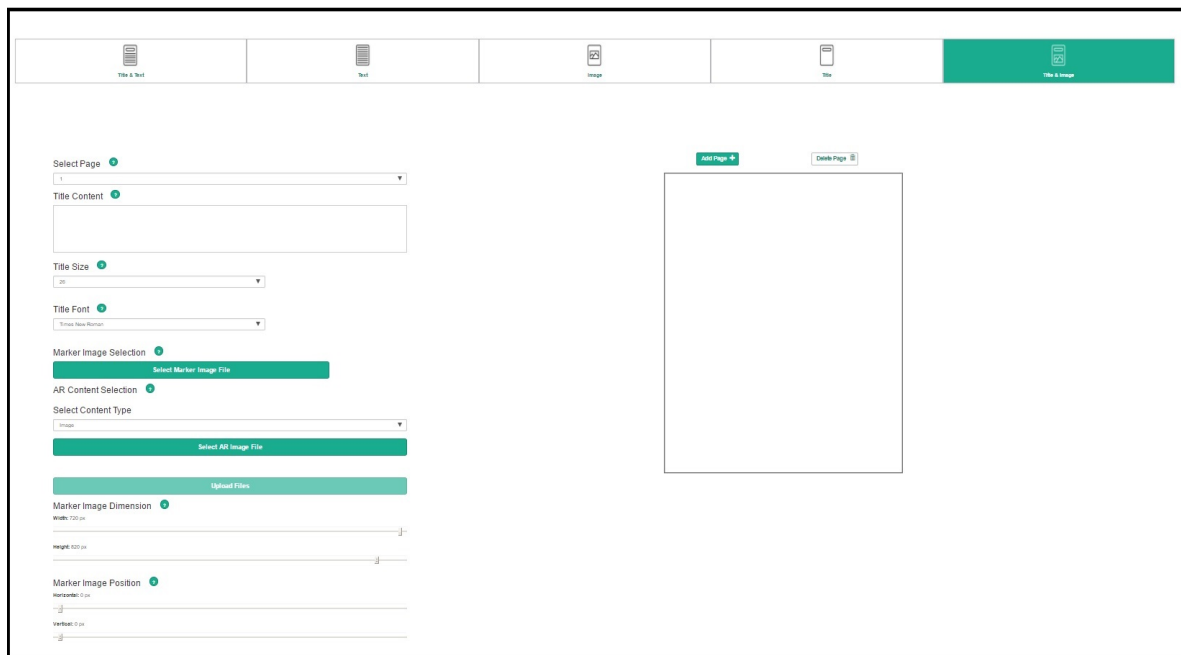 Title & Text
Text
Image
Title
Title & Image
Select Page ?
1
Title Content ?
Title Size ?
20
Title Font ?
Times New Roman
Marker Image Selection ?
Select Marker Image File
AR Content Selection ?
Select Content Type
Image
Select AR Image File
Upload Files
Marker Image Dimension ?
Width: 720 px
Height: 820 px
Marker Image Position ?
Horizontal: 0 px
Vertical: 0 px
Add Page +
Delete Page